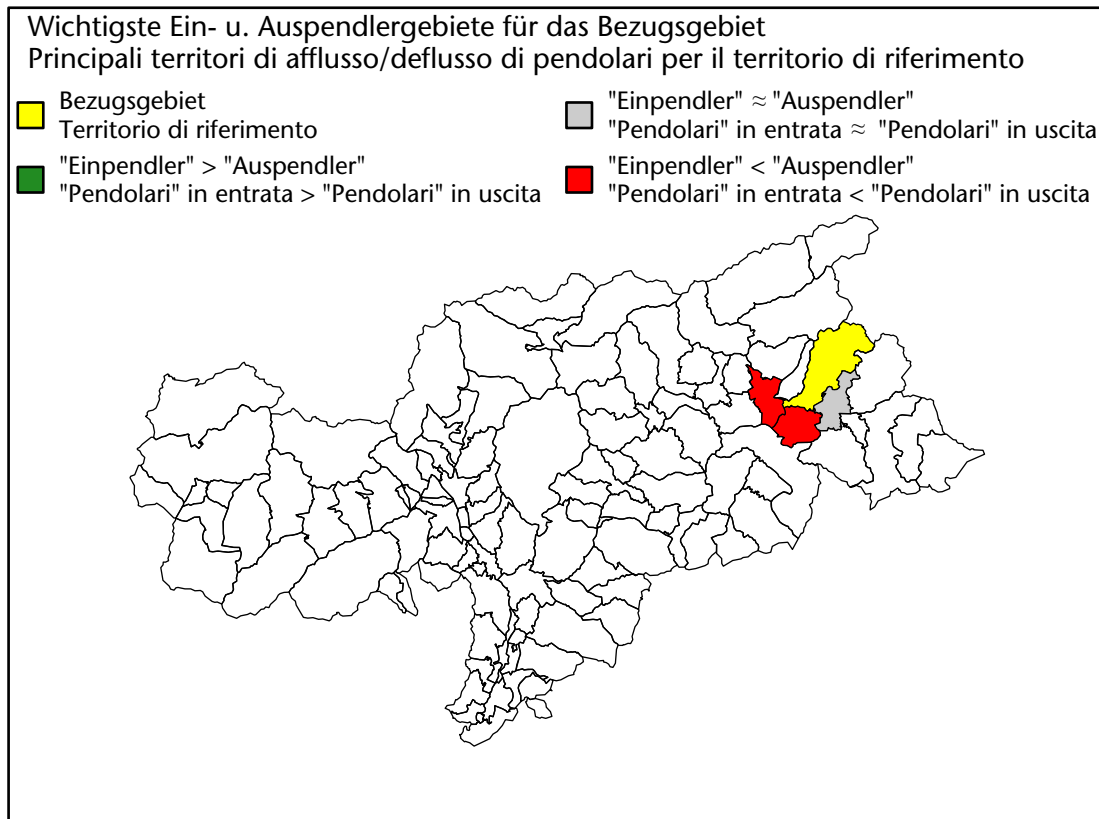 Wichtigste Ein- u. Auspendlergebiete für das Bezugsgebiet
Principali territori di afflusso/deflusso di pendolari per il territorio di riferimento
Bezugsgebiet
Territorio di riferimento
"Einpendler" > "Auspendler"
"Pendolari" in entrata > "Pendolari" in uscita
"Einpendler" ≈ "Auspendler"
"Pendolari" in entrata ≈ "Pendolari" in uscita
"Einpendler" < "Auspendler"
"Pendolari" in entrata < "Pendolari" in uscita